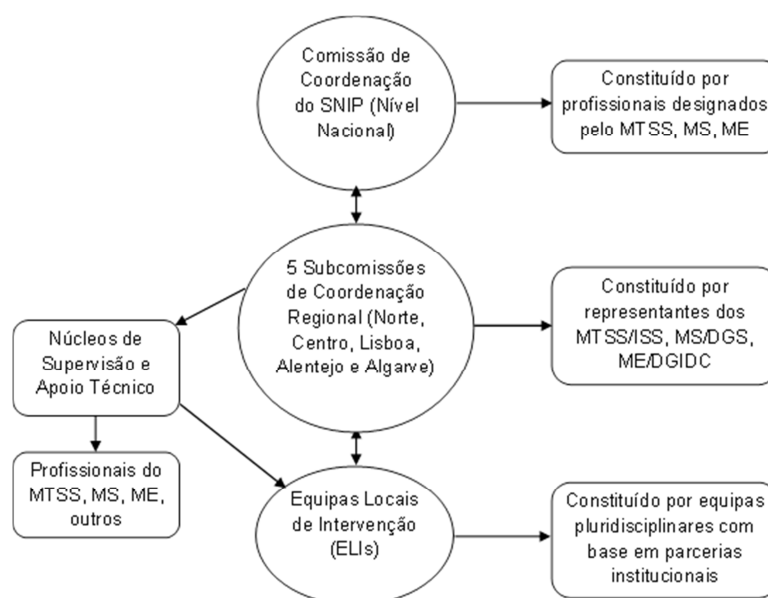 Comissão de
Coordenação
do SNIP (Nível
Nacional)
Constituído por
profissionais designados
pelo MTSS, MS, ME
5 Subcomissões
de Coordenação
Regional (Norte,
Centro, Lisboa,
Alentejo e Algarve)
Constituído por
representantes dos
MTSS/ISS, MS/DGS,
ME/DGIDC
Núcleos de
Supervisão e
Apoio Técnico
Profissionais do
MTSS, MS, ME,
outros
Equipas Locais
de Intervenção
(ELIs)
Constituído por equipas
pluridisciplinares com
base em parcerias
institucionais